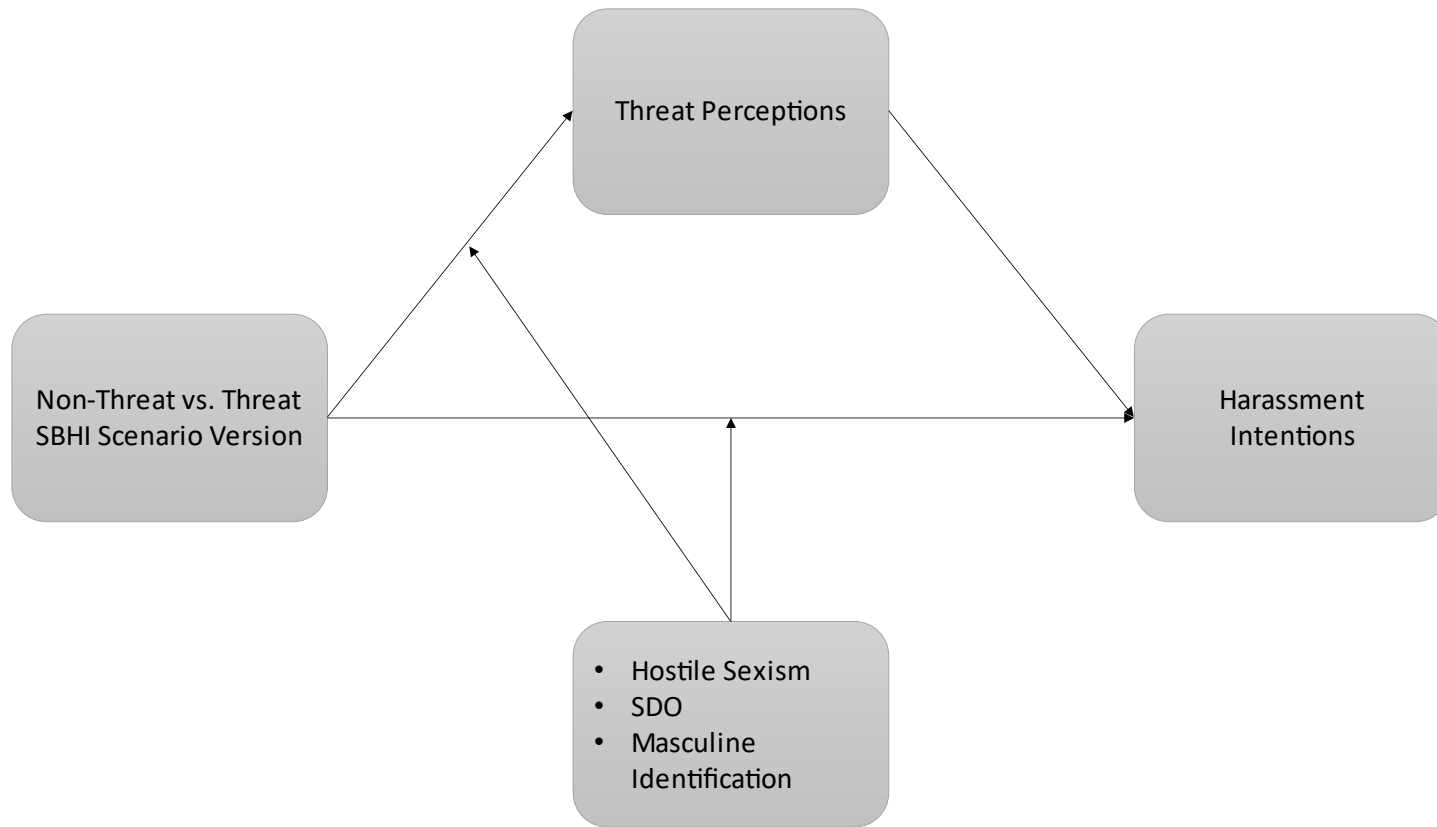 Threat Perceptions
Non-Threat vs. Threat
SBHI Scenario Version
Harassment
Intentions
• Hostile Sexism
• SDO
• Masculine
Identification